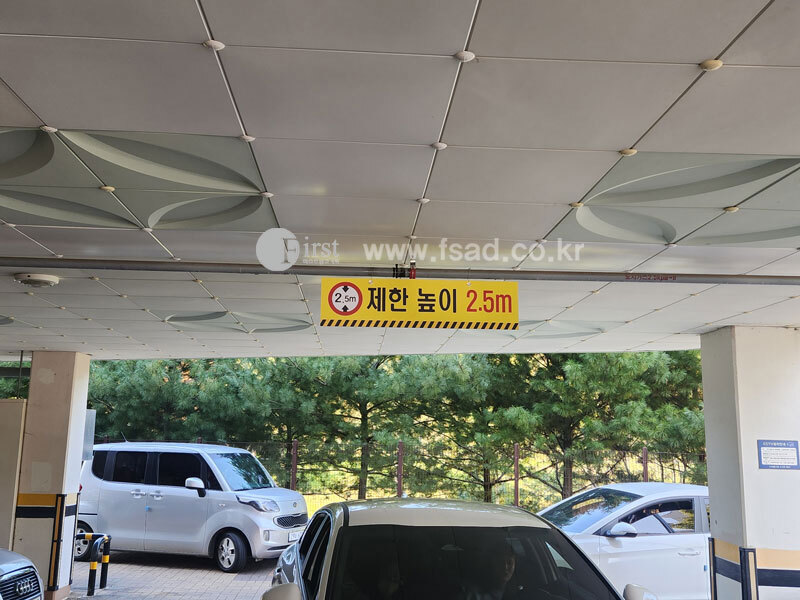 First
www.fsad.co.kr
2.5m
제한 높이 2.5m